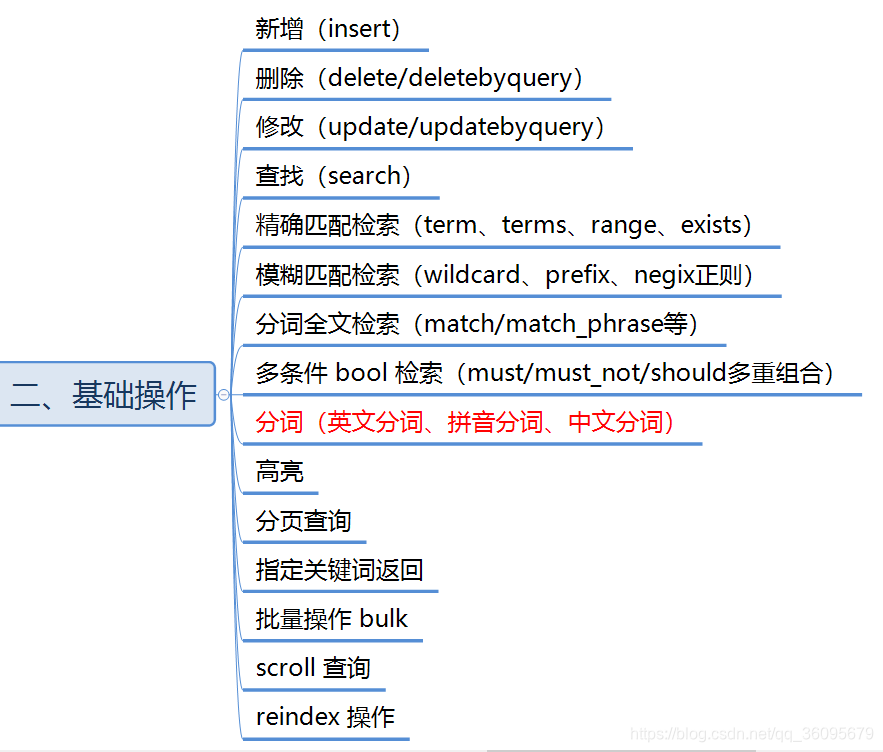 新增（insert）
删除（delete/deletebyquery）
修改（update/updatebyquery）
查找（search）
精确匹配检索（term、terms、range、exists）
模糊匹配检索（wildcard、prefix、negix正则）
分词全文检索（match/match_phrase等）
二、基础操作
多条件 bool 检索（must/must_not/should多重组合）
分词（英文分词、拼音分词、中文分词）
高亮
分页查询
指定关键词返回
批量操作 bulk
scroll 查询
reindex 操作
https://blog.csdn.net/qq_36095679